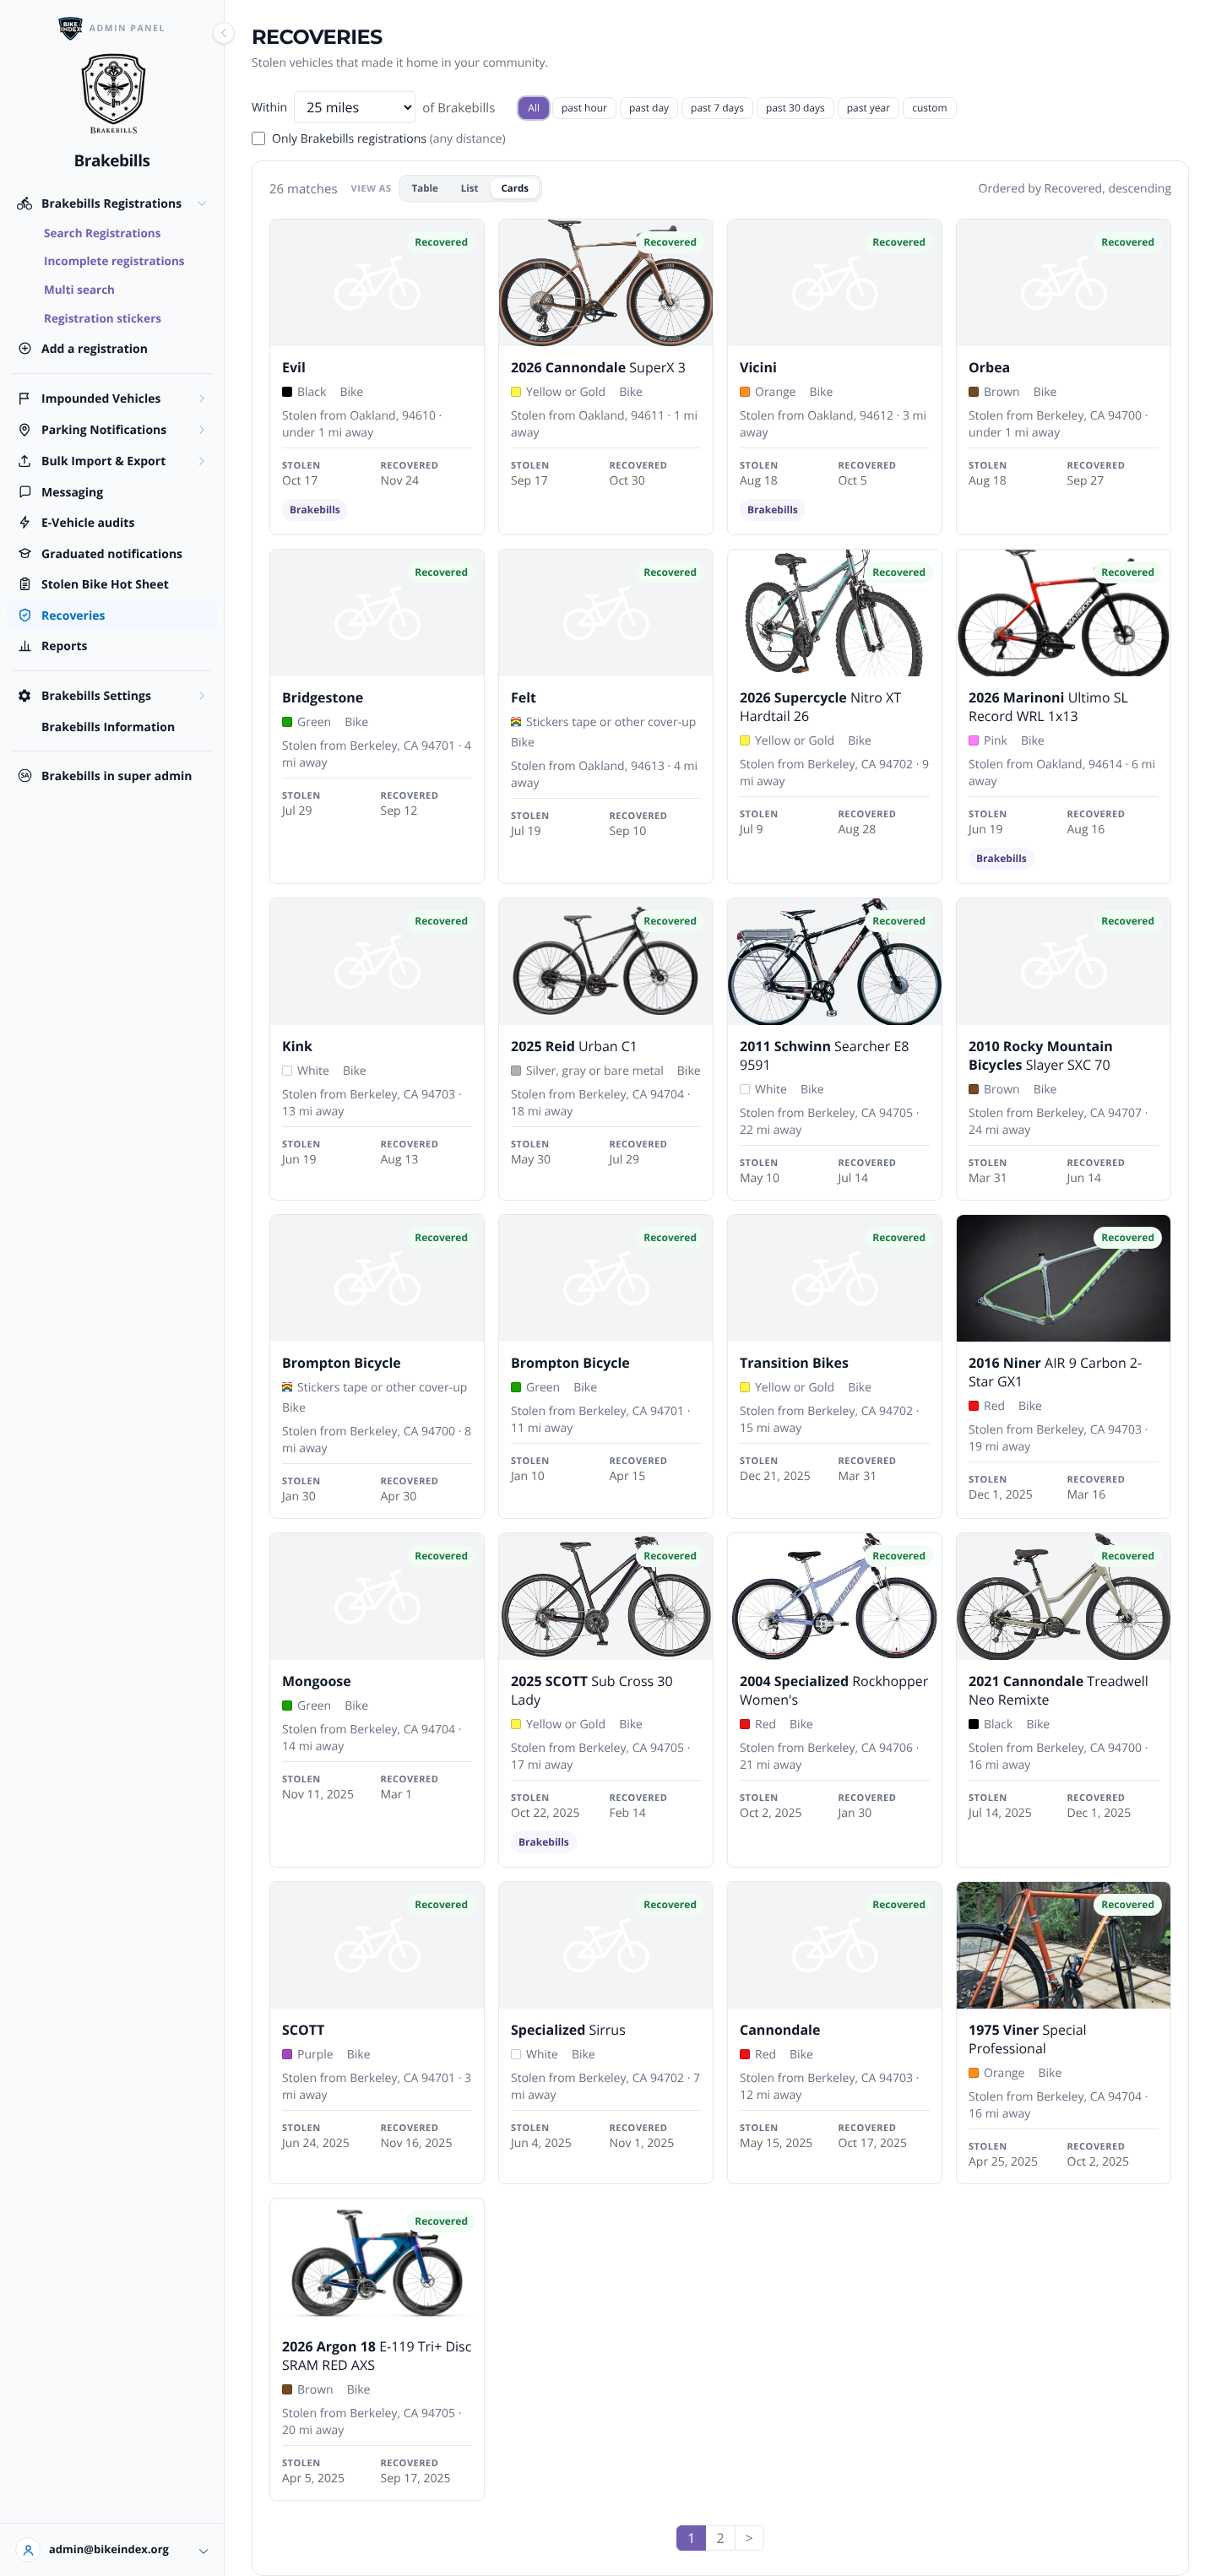 BIKE INDEX
ADMIN PANEL
BRAKEBILLS
Brakebills
Brakebills Registrations
Search Registrations
Incomplete registrations
Multi search
Registration stickers
Add a registration
Impounded Vehicles
Parking Notifications
Bulk Import & Export
Messaging
E-Vehicle audits
Graduated notifications
Stolen Bike Hot Sheet
Recoveries
Reports
Brakebills Settings
Brakebills Information
SA Brakebills in super admin
admin@bikeindex.org
RECOVERIES
Stolen vehicles that made it home in your community.
Within 25 miles of Brakebills All past hour past day past 7 days past 30 days past year custom
Only Brakebills registrations (any distance)
26 matches VIEW AS Table List Cards Ordered by Recovered, descending
Recovered
Evil
Black Bike
Stolen from Oakland, 94610 ·
under 1 mi away
STOLEN RECOVERED
Oct 17 Nov 24
Brakebills
Recovered
2026 Cannondale SuperX 3
Yellow or Gold Bike
Stolen from Oakland, 94611 · 1 mi
away
STOLEN RECOVERED
Sep 17 Oct 30
Recovered
Vicini
Orange Bike
Stolen from Oakland, 94612 · 3 mi
away
STOLEN RECOVERED
Aug 18 Oct 5
Brakebills
Recovered
Orbea
Brown Bike
Stolen from Berkeley, CA 94700 ·
under 1 mi away
STOLEN RECOVERED
Aug 18 Sep 27
Recovered
Bridgestone
Green Bike
Stolen from Berkeley, CA 94701 · 4
mi away
STOLEN RECOVERED
Jul 29 Sep 12
Recovered
Felt
Stickers tape or other cover-up
Bike
Stolen from Oakland, 94613 · 4 mi
away
STOLEN RECOVERED
Jul 19 Sep 10
Recovered
2026 Supercycle Nitro XT
Hardtail 26
Yellow or Gold Bike
Stolen from Berkeley, CA 94702 · 9
mi away
STOLEN RECOVERED
Jul 9 Aug 28
Recovered
MARINONI
2026 Marinoni Ultimo SL
Record WRL 1x13
Pink Bike
Stolen from Oakland, 94614 · 6 mi
away
STOLEN RECOVERED
Jun 19 Aug 16
Brakebills
Recovered
Kink
White Bike
Stolen from Berkeley, CA 94703 ·
13 mi away
STOLEN RECOVERED
Jun 19 Aug 13
Recovered
2025 Reid Urban C1
Silver, gray or bare metal Bike
Stolen from Berkeley, CA 94704 ·
18 mi away
STOLEN RECOVERED
May 30 Jul 29
Recovered
SCHWINN
2011 Schwinn Searcher E8
9591
White Bike
Stolen from Berkeley, CA 94705 ·
22 mi away
STOLEN RECOVERED
May 10 Jul 14
Recovered
2010 Rocky Mountain
Bicycles Slayer SXC 70
Brown Bike
Stolen from Berkeley, CA 94707 ·
24 mi away
STOLEN RECOVERED
Mar 31 Jun 14
Recovered
Brompton Bicycle
Stickers tape or other cover-up
Bike
Stolen from Berkeley, CA 94700 · 8
mi away
STOLEN RECOVERED
Jan 30 Apr 30
Recovered
Brompton Bicycle
Green Bike
Stolen from Berkeley, CA 94701 ·
11 mi away
STOLEN RECOVERED
Jan 10 Apr 15
Recovered
Transition Bikes
Yellow or Gold Bike
Stolen from Berkeley, CA 94702 ·
15 mi away
STOLEN RECOVERED
Dec 21, 2025 Mar 31
Recovered
2016 Niner AIR 9 Carbon 2-
Star GX1
Red Bike
Stolen from Berkeley, CA 94703 ·
19 mi away
STOLEN RECOVERED
Dec 1, 2025 Mar 16
Recovered
Mongoose
Green Bike
Stolen from Berkeley, CA 94704 ·
14 mi away
STOLEN RECOVERED
Nov 11, 2025 Mar 1
Recovered
2025 SCOTT Sub Cross 30
Lady
Yellow or Gold Bike
Stolen from Berkeley, CA 94705 ·
17 mi away
STOLEN RECOVERED
Oct 22, 2025 Feb 14
Brakebills
Recovered
2004 Specialized Rockhopper
Women's
Red Bike
Stolen from Berkeley, CA 94706 ·
21 mi away
STOLEN RECOVERED
Oct 2, 2025 Jan 30
Recovered
2021 Cannondale Treadwell
Neo Remixte
Black Bike
Stolen from Berkeley, CA 94700 ·
16 mi away
STOLEN RECOVERED
Jul 14, 2025 Dec 1, 2025
Recovered
SCOTT
Purple Bike
Stolen from Berkeley, CA 94701 · 3
mi away
STOLEN RECOVERED
Jun 24, 2025 Nov 16, 2025
Recovered
Specialized Sirrus
White Bike
Stolen from Berkeley, CA 94702 · 7
mi away
STOLEN RECOVERED
Jun 4, 2025 Nov 1, 2025
Recovered
Cannondale
Red Bike
Stolen from Berkeley, CA 94703 ·
12 mi away
STOLEN RECOVERED
May 15, 2025 Oct 17, 2025
Recovered
1975 Viner Special
Professional
Orange Bike
Stolen from Berkeley, CA 94704 ·
16 mi away
STOLEN RECOVERED
Apr 25, 2025 Oct 2, 2025
Recovered
2026 Argon 18 E-119 Tri+ Disc
SRAM RED AXS
Brown Bike
Stolen from Berkeley, CA 94705 ·
20 mi away
STOLEN RECOVERED
Apr 5, 2025 Sep 17, 2025
1 2 >